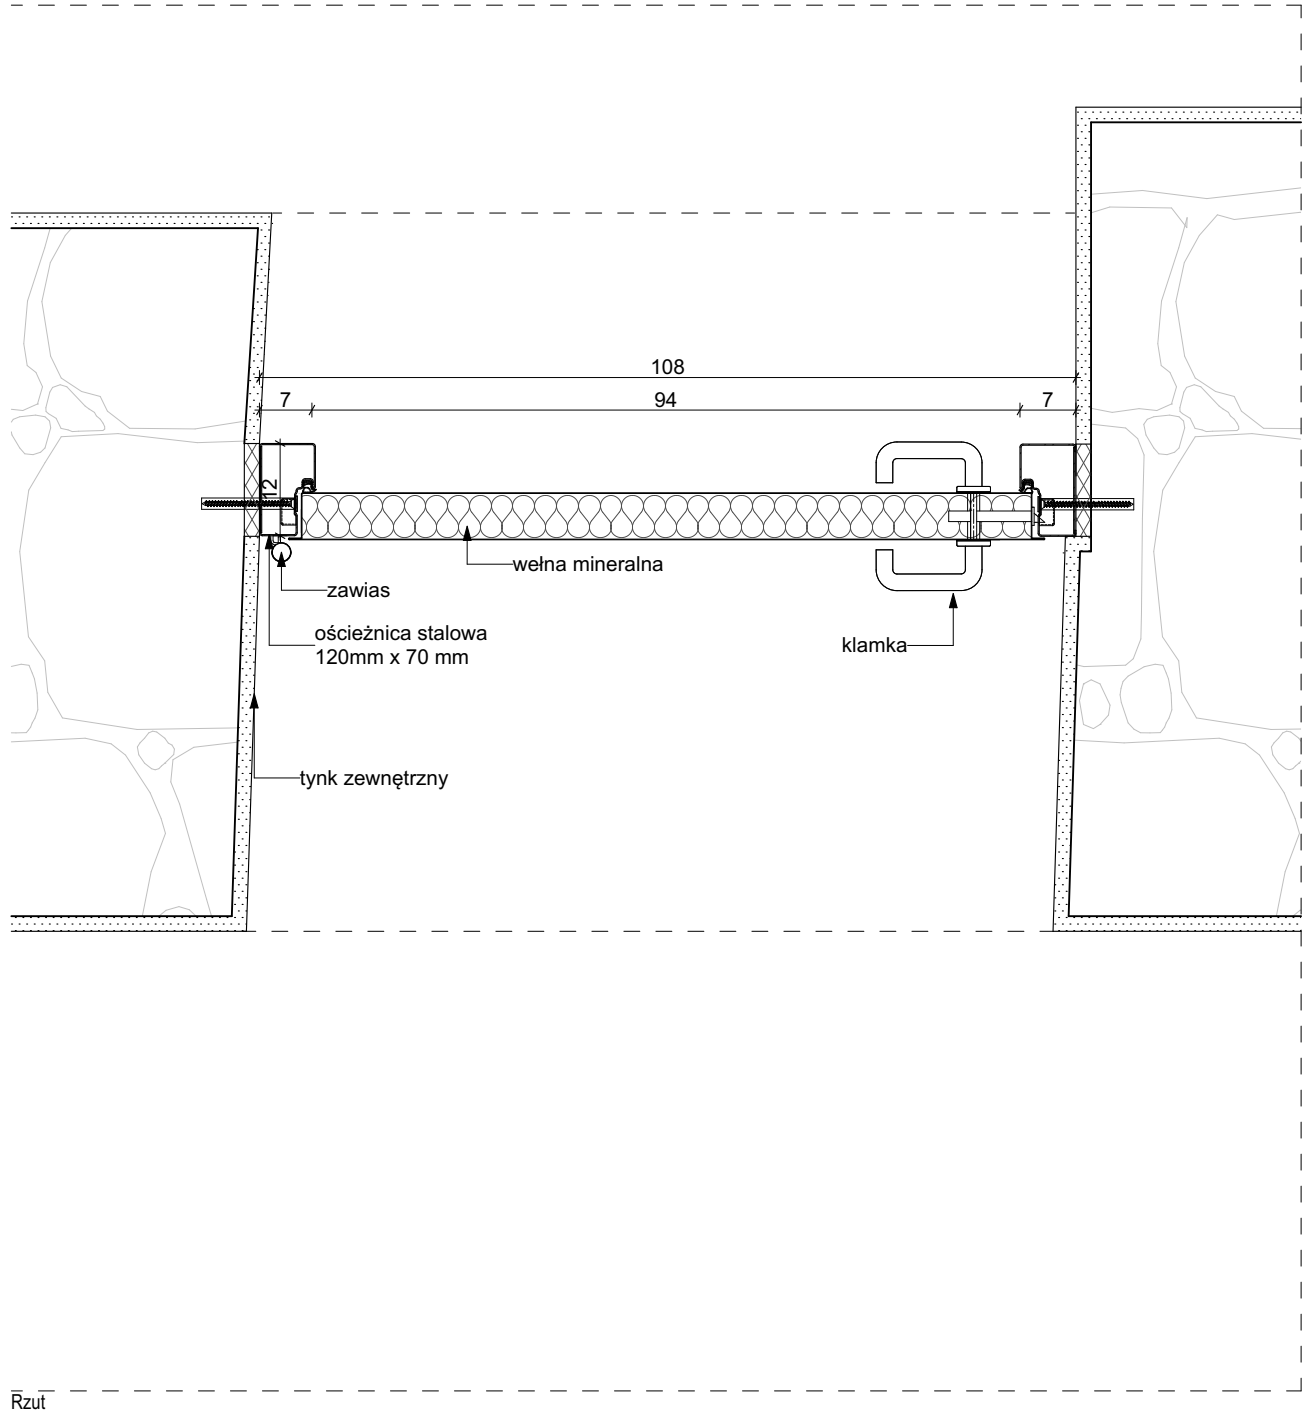 108
7
94
7
12
wełna mineralna
zawias
ościeżnica stalowa
120mm x 70 mm
klamka
tynk zewnętrzny
Rzut